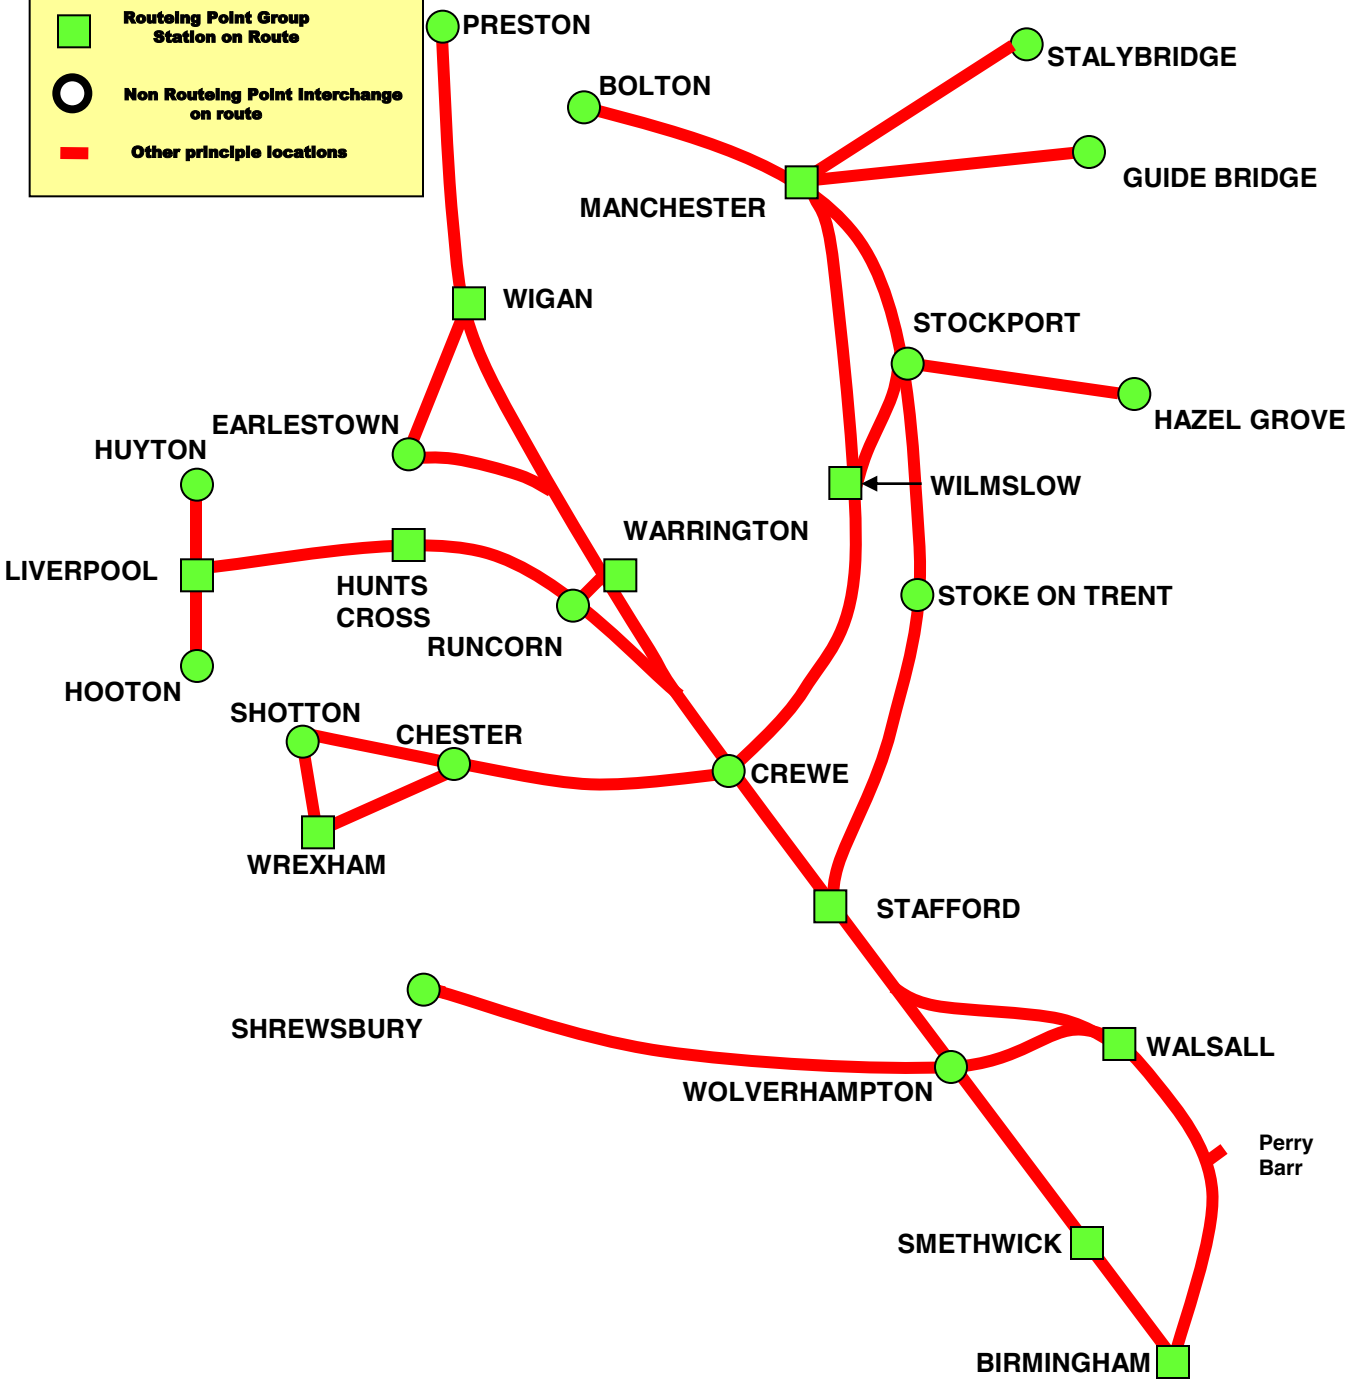 Routeing Point Group
Station on Route
Non Routeing Point Interchange
on route
Other principle locations
PRESTON
STALYBRIDGE
BOLTON
GUIDE BRIDGE
MANCHESTER
WIGAN
STOCKPORT
HAZEL GROVE
EARLESTOWN
HUYTON
WILMSLOW
WARRINGTON
LIVERPOOL
HUNTS
CROSS
STOKE ON TRENT
RUNCORN
HOOTON
SHOTTON
CHESTER
CREWE
WREXHAM
STAFFORD
SHREWSBURY
WALSALL
WOLVERHAMPTON
Perry
Barr
SMETHWICK
BIRMINGHAM